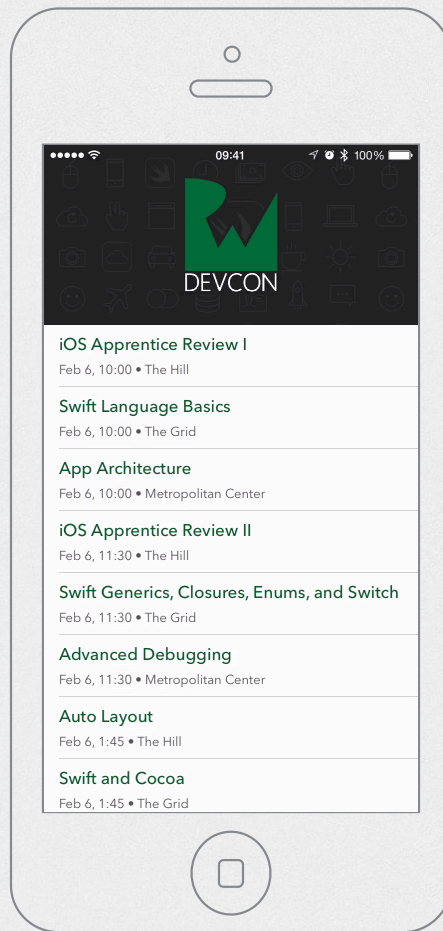 09:41
100%
RW
DEVCON
iOS Apprentice Review I
Feb 6, 10:00 • The Hill
Swift Language Basics
Feb 6, 10:00 • The Grid
App Architecture
Feb 6, 10:00 • Metropolitan Center
iOS Apprentice Review II
Feb 6, 11:30 • The Hill
Swift Generics, Closures, Enums, and Switch
Feb 6, 11:30 • The Grid
Advanced Debugging
Feb 6, 11:30 • Metropolitan Center
Auto Layout
Feb 6, 1:45 • The Hill
Swift and Cocoa
Feb 6, 1:45 • The Grid